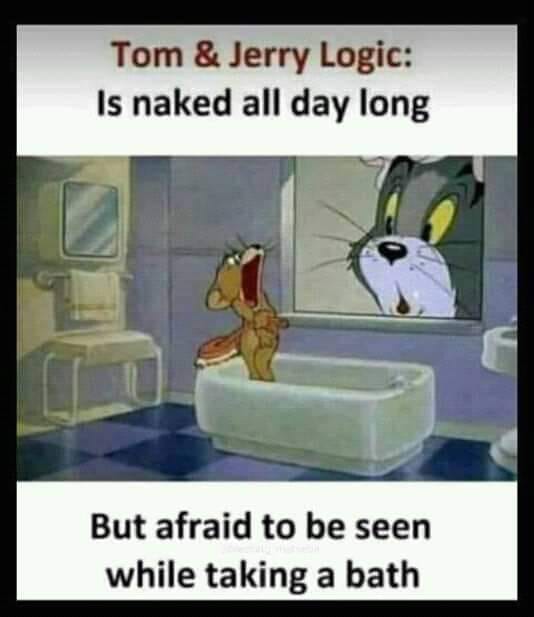 Tom & Jerry Logic:
Is naked all day long
But afraid to be seen
while taking a bath